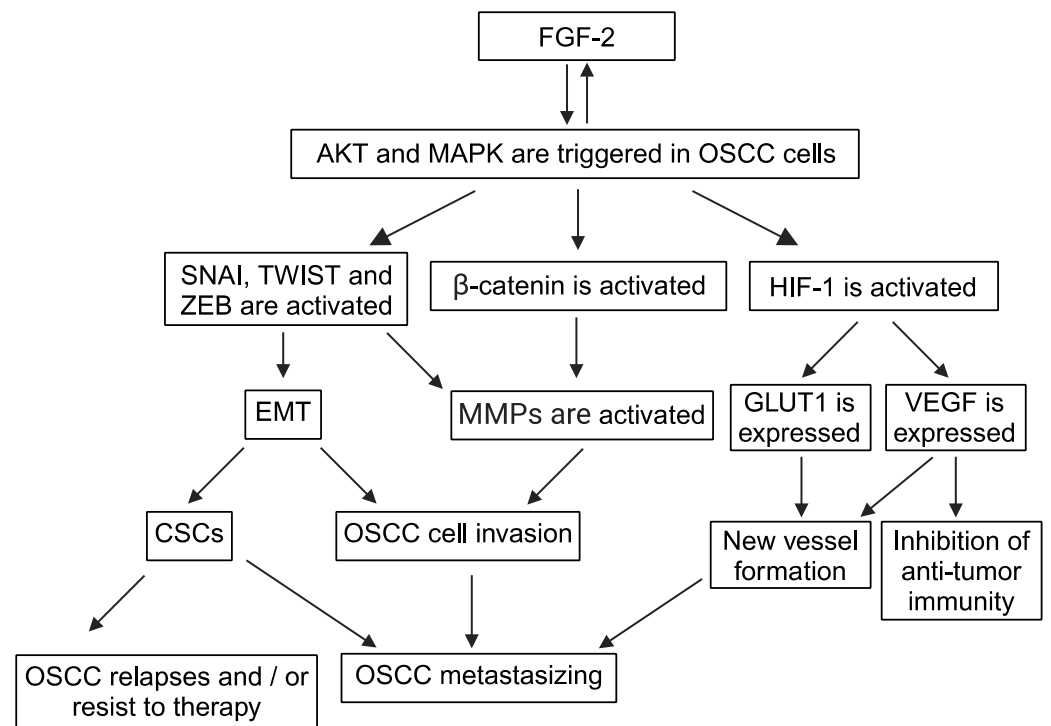 FGF-2
AKT and MAPK are triggered in OSCC cells
SNAI, TWIST and
ZEB are activated
β-catenin is activated
HIF-1 is activated
EMT
MMPs are activated
GLUT1 is
expressed
VEGF is
expressed
CSCs
OSCC cell invasion
New vessel
formation
Inhibition of
anti-tumor
immunity
OSCC relapses and / or
resist to therapy
OSCC metastasizing